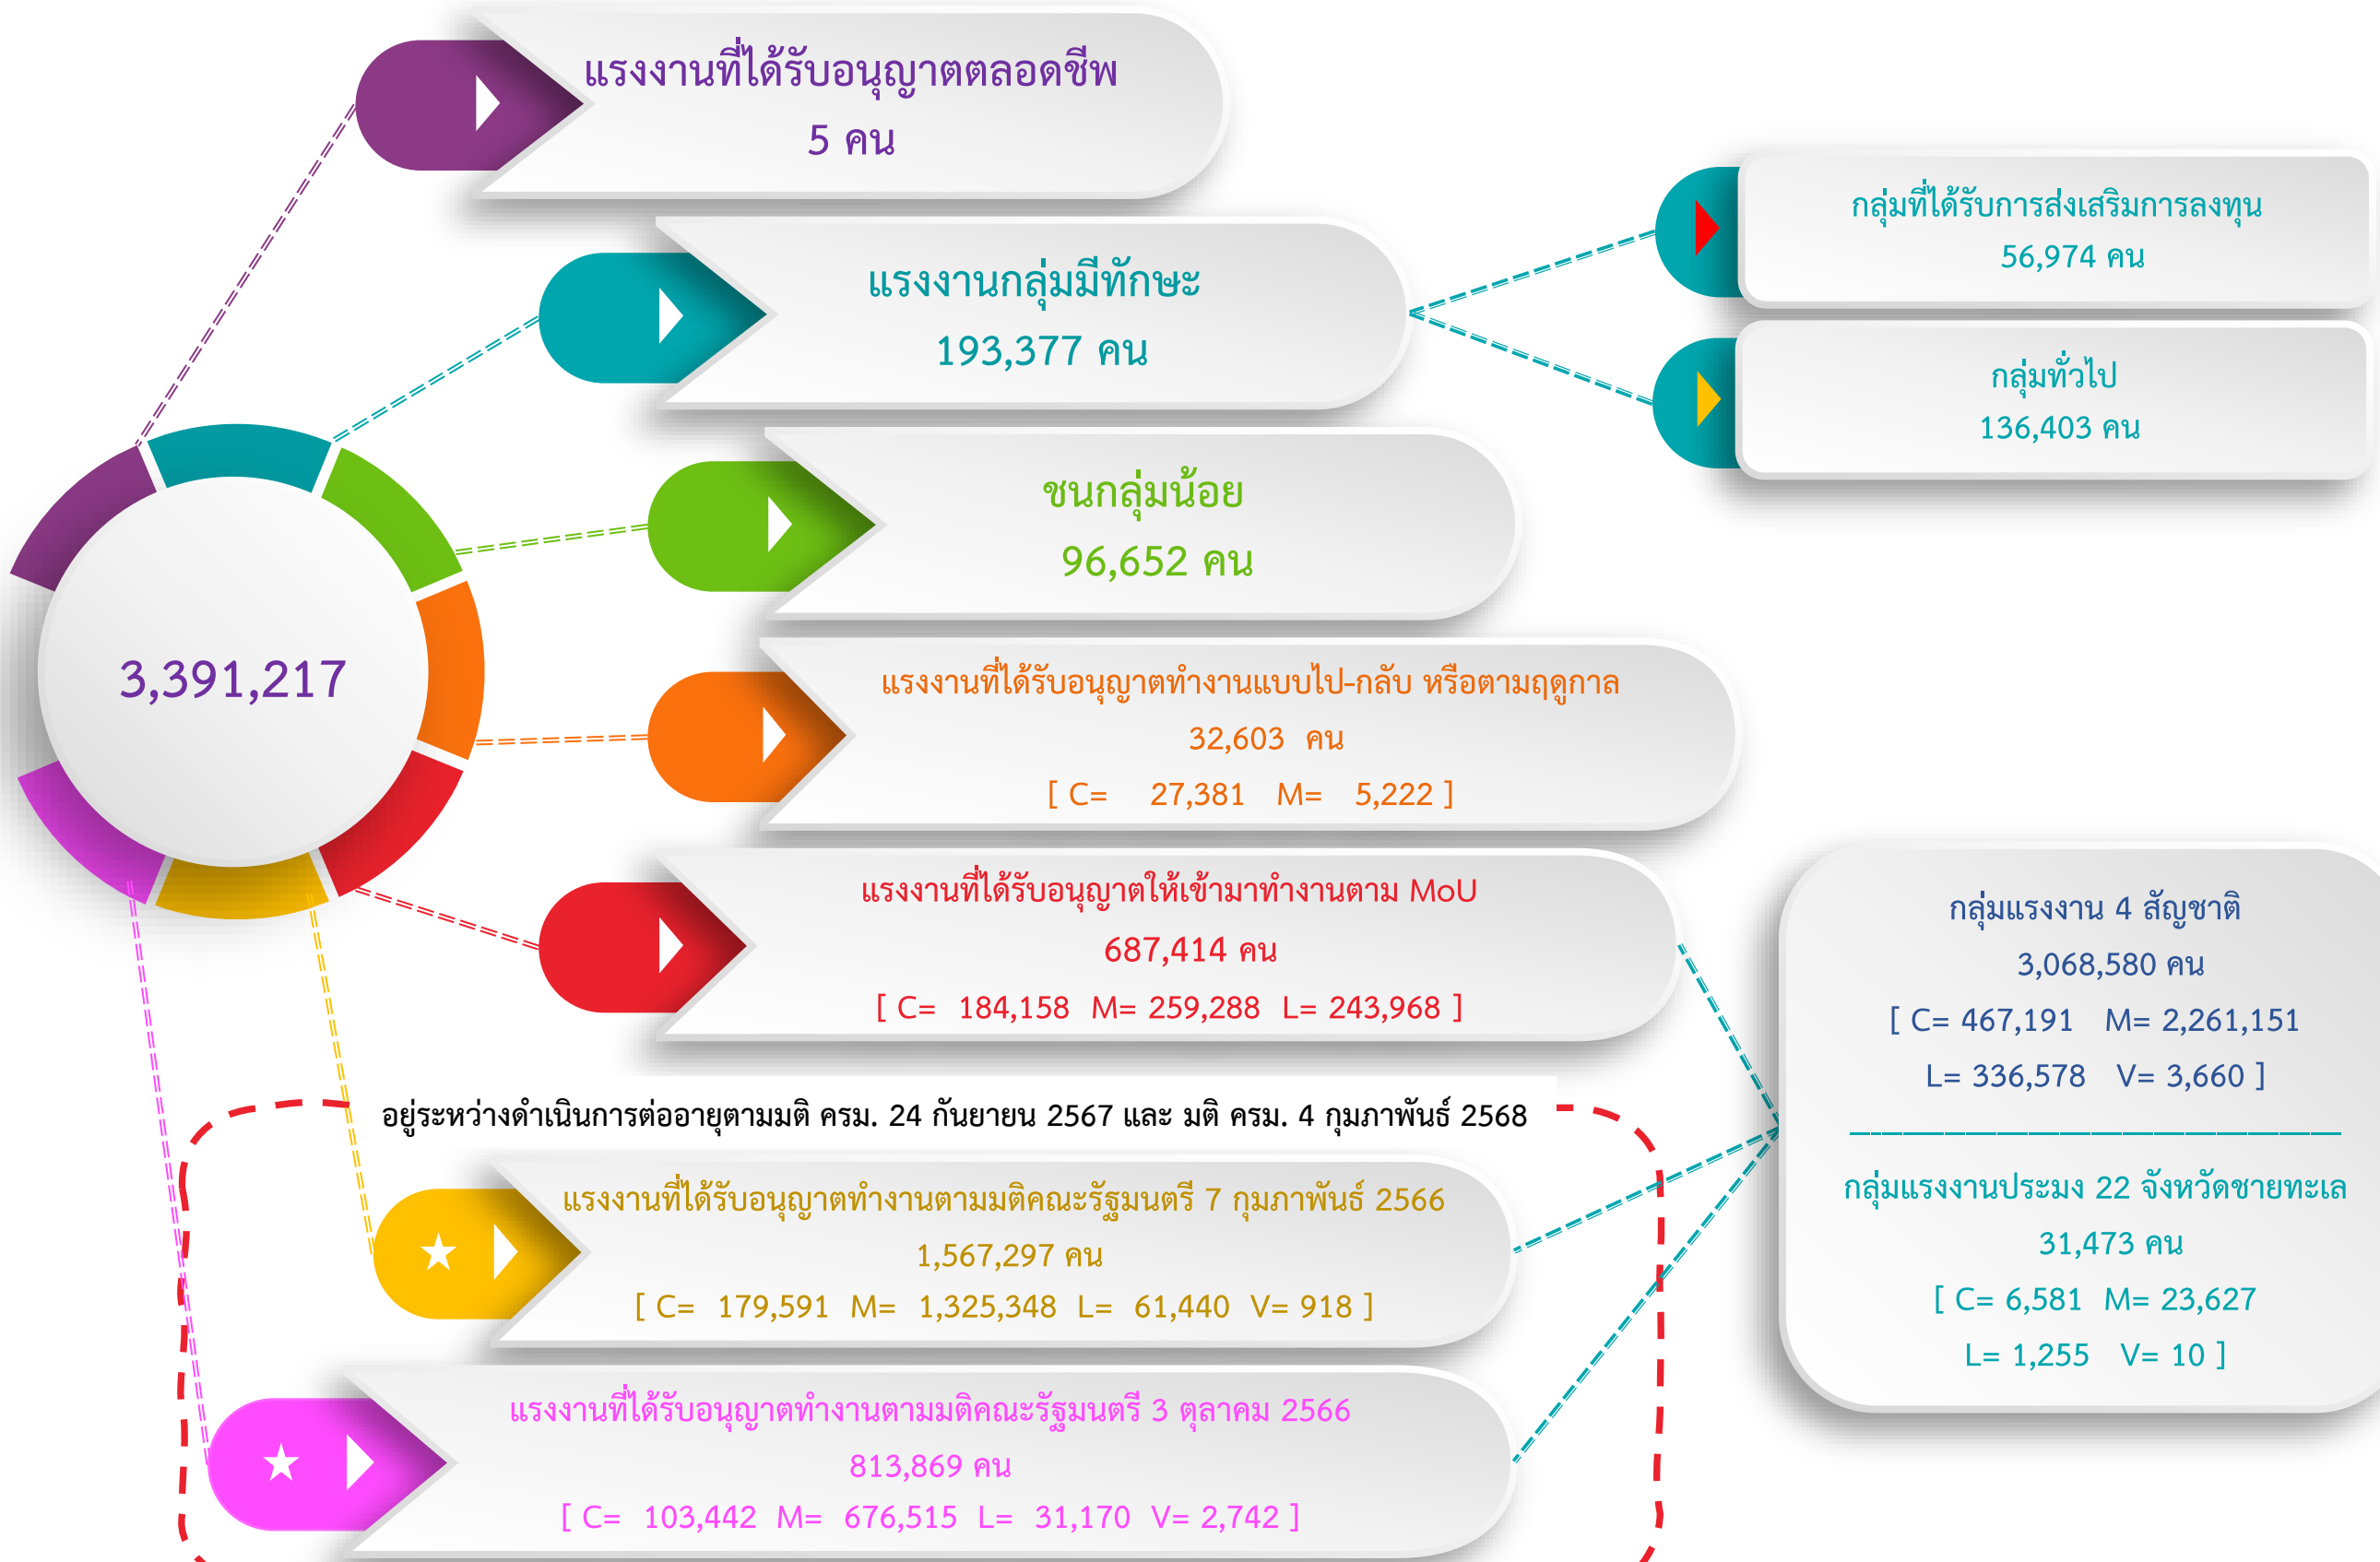 แรงงานที่ได้รับอนุญาตตลอดชีพ
5 คน
แรงงานกลุ่มมีทักษะ
193,377 คน
กลุ่มที่ได้รับการส่งเสริมการลงทุน
56,974 คน
กลุ่มทั่วไป
136,403 คน
ชนกลุ่มน้อย
96,652 คน
3,391,217
แรงงานที่ได้รับอนุญาตทำงานแบบไป-กลับ หรือตามฤดูกาล
32,603 คน
[ C= 27,381 M= 5,222 ]
แรงงานที่ได้รับอนุญาตให้เข้ามาทำงานตาม MoU
687,414 คน
[ C= 184,158 M= 259,288 L= 243,968 ]
กลุ่มแรงงาน 4 สัญชาติ
3,068,580 คน
[ C= 467,191 M= 2,261,151
L= 336,578 V= 3,660 ]
กลุ่มแรงงานประมง 22 จังหวัดชายทะเล
31,473 คน
[ C= 6,581 M= 23,627
L= 1,255 V= 10 ]
อยู่ระหว่างดำเนินการต่ออายุตามมติ ครม. 24 กันยายน 2567 และ มติ ครม. 4 กุมภาพันธ์ 2568
แรงงานที่ได้รับอนุญาตทำงานตามมติคณะรัฐมนตรี 7 กุมภาพันธ์ 2566
1,567,297 คน
[ C= 179,591 M= 1,325,348 L= 61,440 V= 918 ]
แรงงานที่ได้รับอนุญาตทำงานตามมติคณะรัฐมนตรี 3 ตุลาคม 2566
813,869 คน
[ C= 103,442 M= 676,515 L= 31,170 V= 2,742 ]